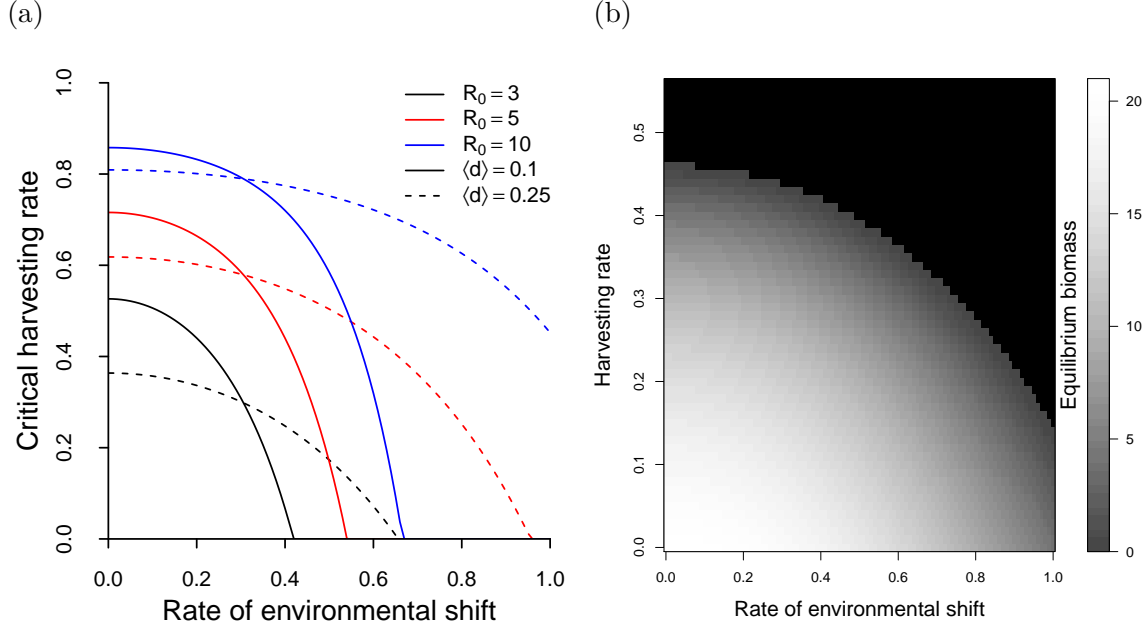 (a)
Critical harvesting rate
1.0
0.8
0.6
0.4
0.2
0.0
R₀ = 3
R₀ = 5
R₀ = 10
⟨d⟩ = 0.1
⟨d⟩ = 0.25
0.0 0.2 0.4 0.6 0.8 1.0
Rate of environmental shift
(b)
Harvesting rate
0.5
0.4
0.3
0.2
0.1
0.0
0.0 0.2 0.4 0.6 0.8 1.0
Rate of environmental shift
Equilibrium biomass
20
15
10
5
0